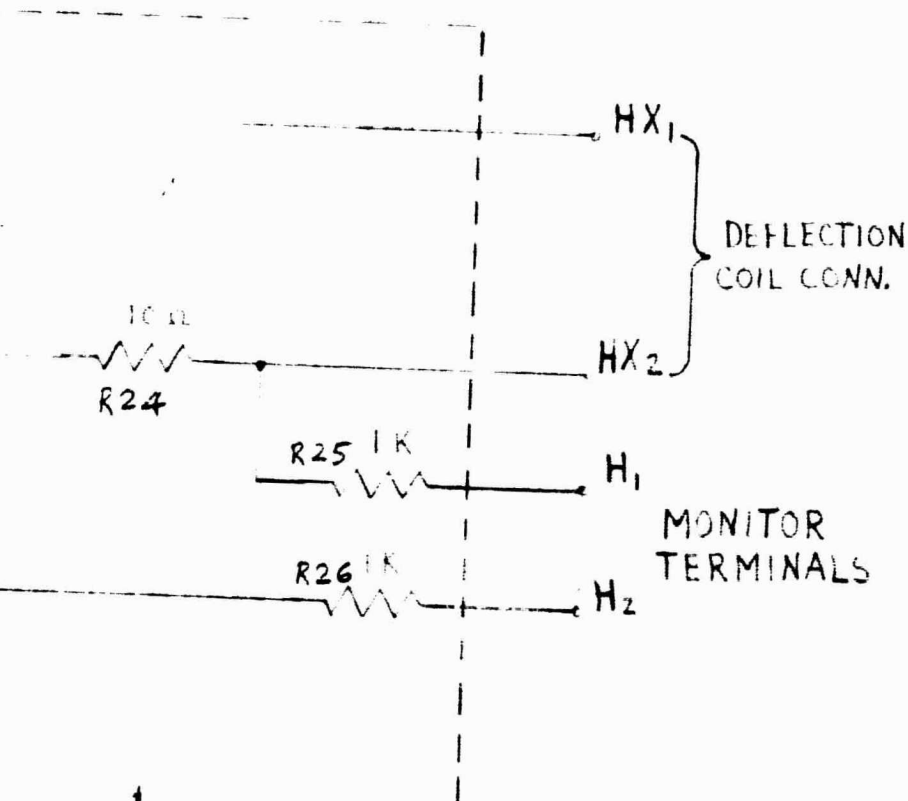 HX₁
DEFLECTION
COIL CONN.
10 Ω
HX₂
R24
R25 1K
H₁
MONITOR
TERMINALS
R26 1K
H₂